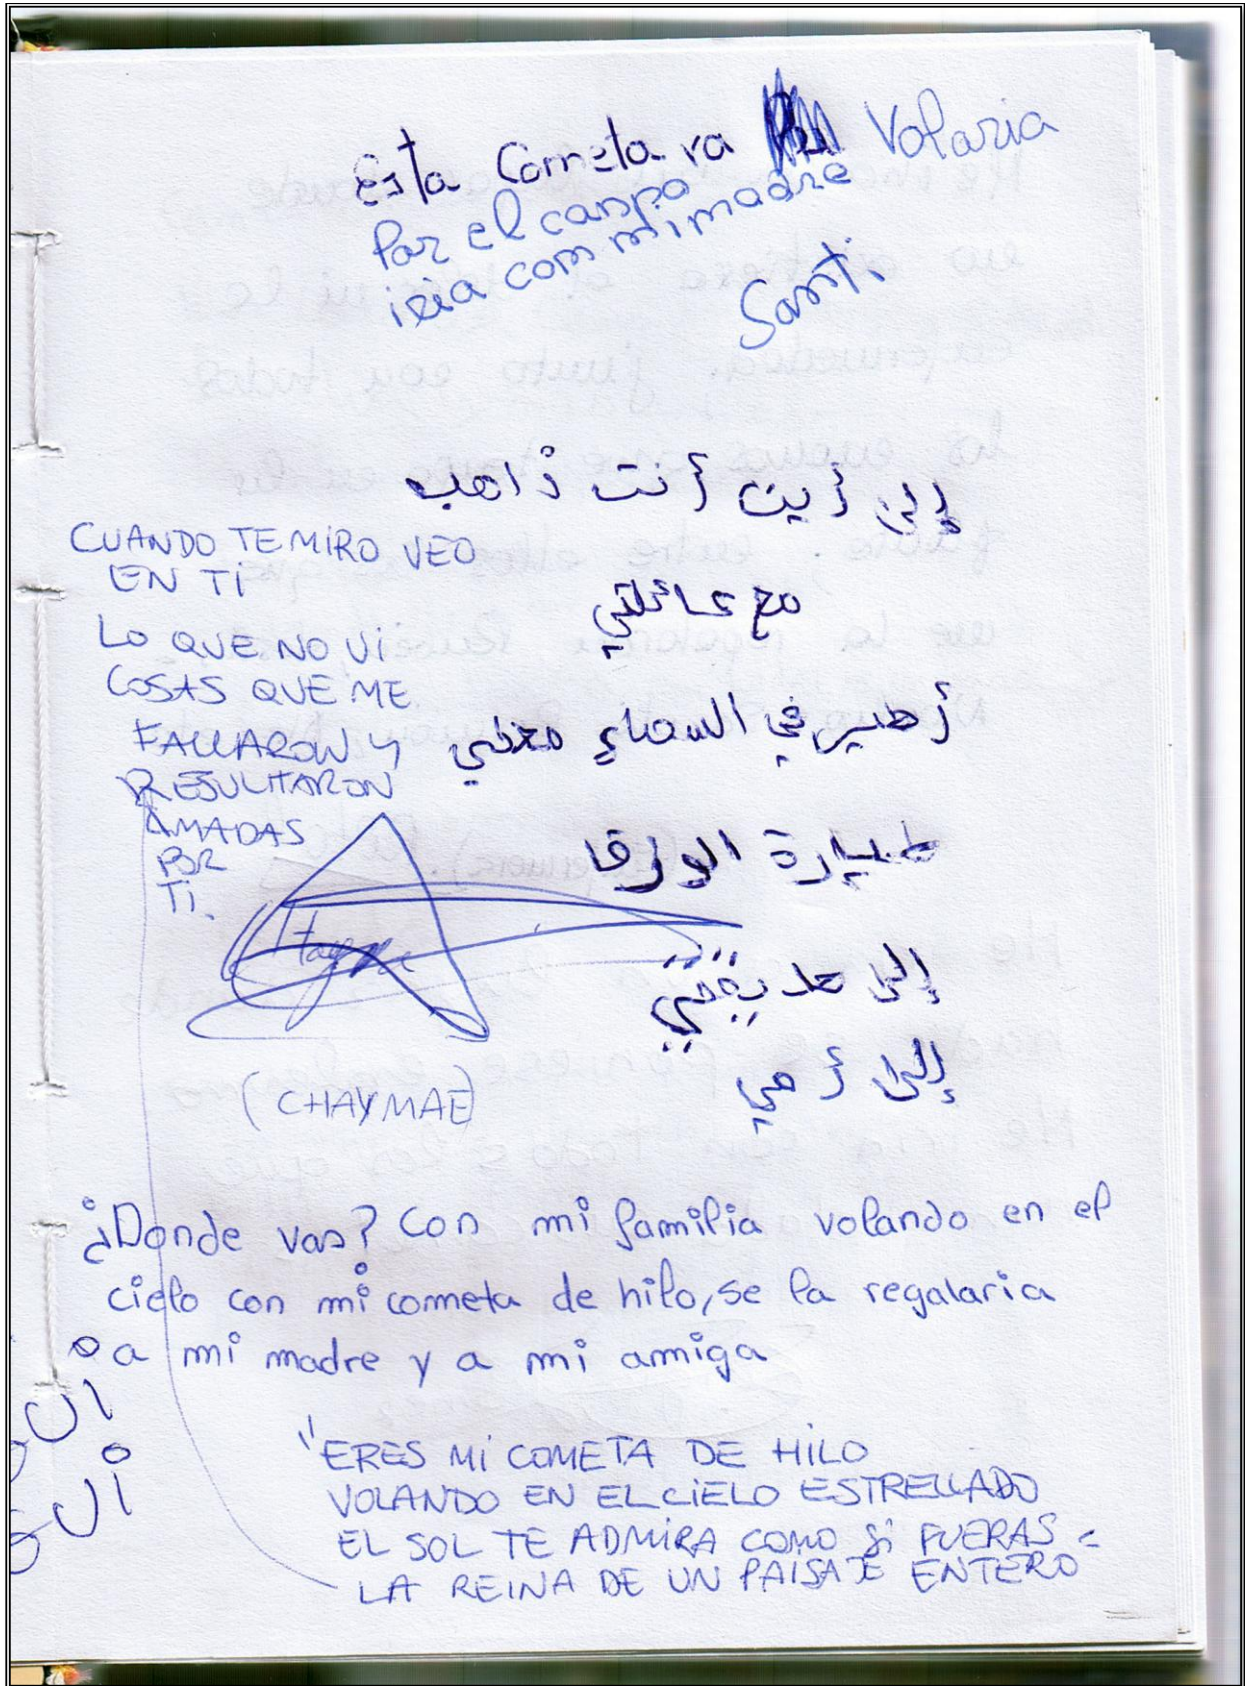 Esta Cometa va Volaria
Por el campo
iria con mi madre
Santi.
إلى أين أنت ذاهب
مع عائلتي
أطير في السماء معطي
طيارة الورقا
إلى صديقتي
إلى أمي
CUANDO TE MIRO VEO
EN TI
LO QUE NO VI
COSAS QUE ME
FALLARON Y
RESULTARON
AMADAS
POR
TI.
(CHAYMAE)
¿Donde vas? Con mi familia volando en el
cielo con mi cometa de hilo, se la regalaria
a mi madre y a mi amiga
"ERES MI COMETA DE HILO
VOLANDO EN EL CIELO ESTRELLADO
EL SOL TE ADMIRA COMO SI FUERAS
LA REINA DE UN PAISAJE ENTERO